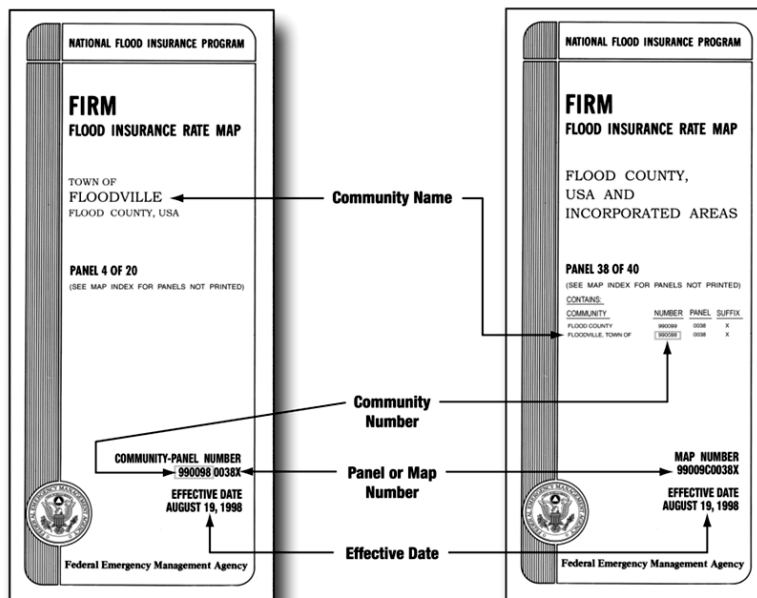 NATIONAL FLOOD INSURANCE PROGRAM
FIRM
FLOOD INSURANCE RATE MAP
TOWN OF
FLOODVILLE
FLOOD COUNTY, USA
PANEL 4 OF 20
(SEE MAP INDEX FOR PANELS NOT PRINTED)
COMMUNITY-PANEL NUMBER
990098 0038X
EFFECTIVE DATE
AUGUST 19, 1998
Federal Emergency Management Agency
Community Name
Community
Number
Panel or Map
Number
Effective Date
NATIONAL FLOOD INSURANCE PROGRAM
FIRM
FLOOD INSURANCE RATE MAP
FLOOD COUNTY,
USA AND
INCORPORATED AREAS
PANEL 38 OF 40
(SEE MAP INDEX FOR PANELS NOT PRINTED)
CONTAINS:
COMMUNITY NUMBER PANEL SUFFIX
FLOOD COUNTY 990099 0038 X
FLOODVILLE, TOWN OF 990098 0038 X
MAP NUMBER
99009C0038X
EFFECTIVE DATE
AUGUST 19, 1998
Federal Emergency Management Agency